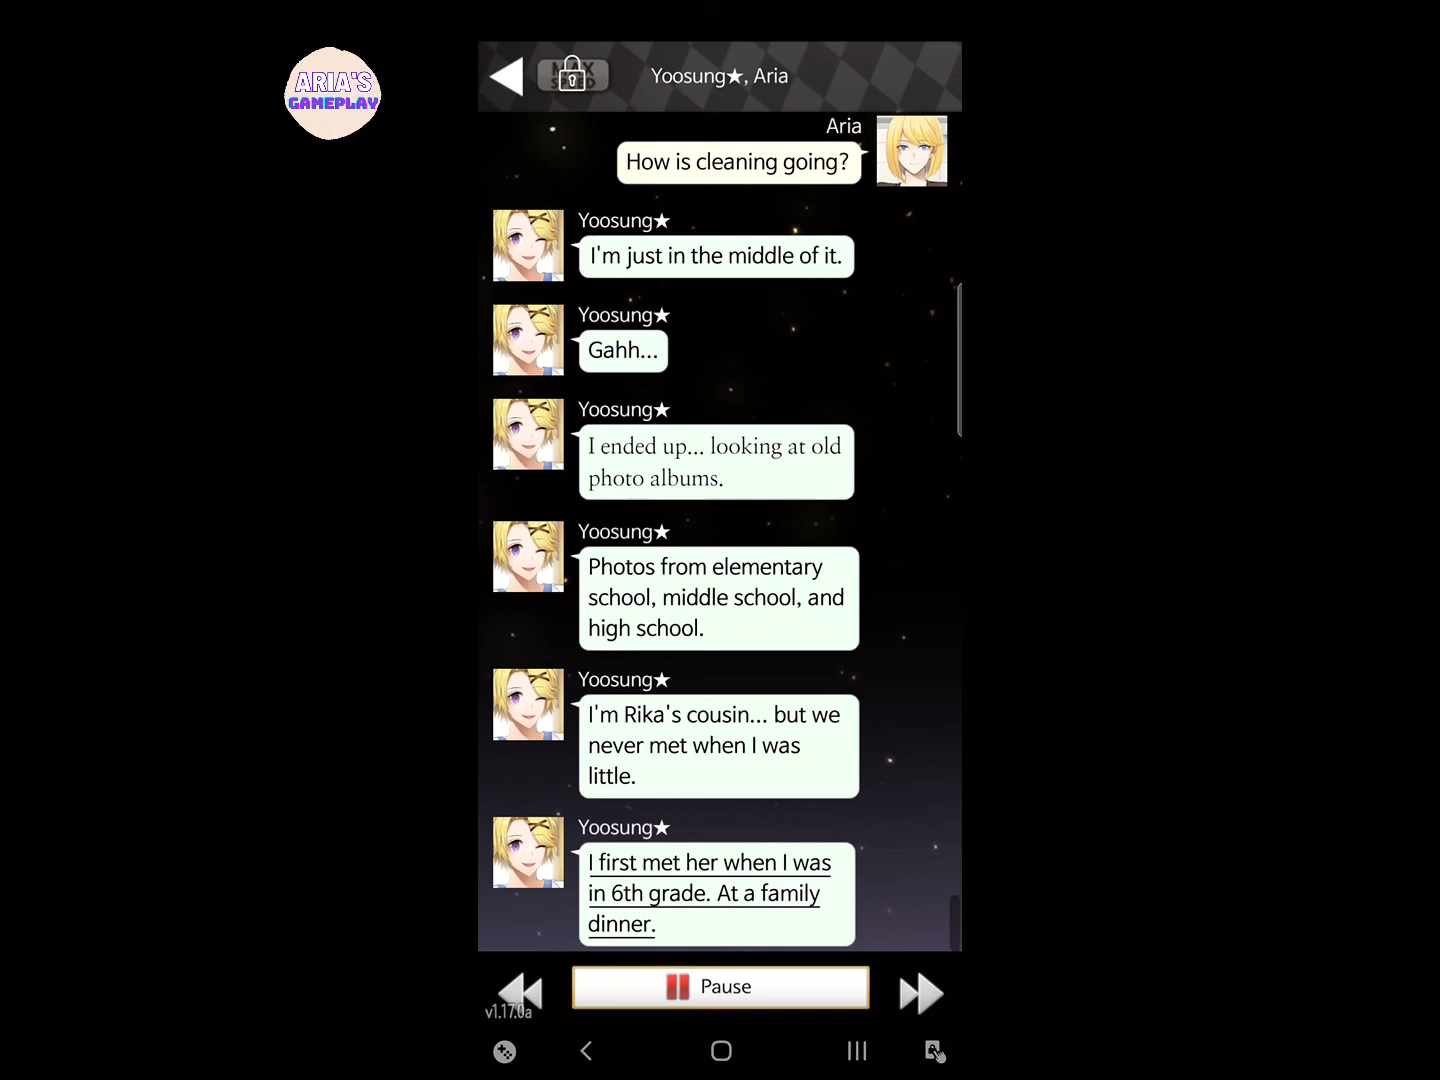 ARIA'S
GAMEPLAY
Yoosung★, Aria
Aria
How is cleaning going?
Yoosung★
I'm just in the middle of it.
Yoosung★
Gahh...
Yoosung★
I ended up... looking at old
photo albums.
Yoosung★
Photos from elementary
school, middle school, and
high school.
Yoosung★
I'm Rika's cousin... but we
never met when I was
little.
Yoosung★
I first met her when I was
in 6th grade. At a family
dinner.
Pause
v1.17.0a